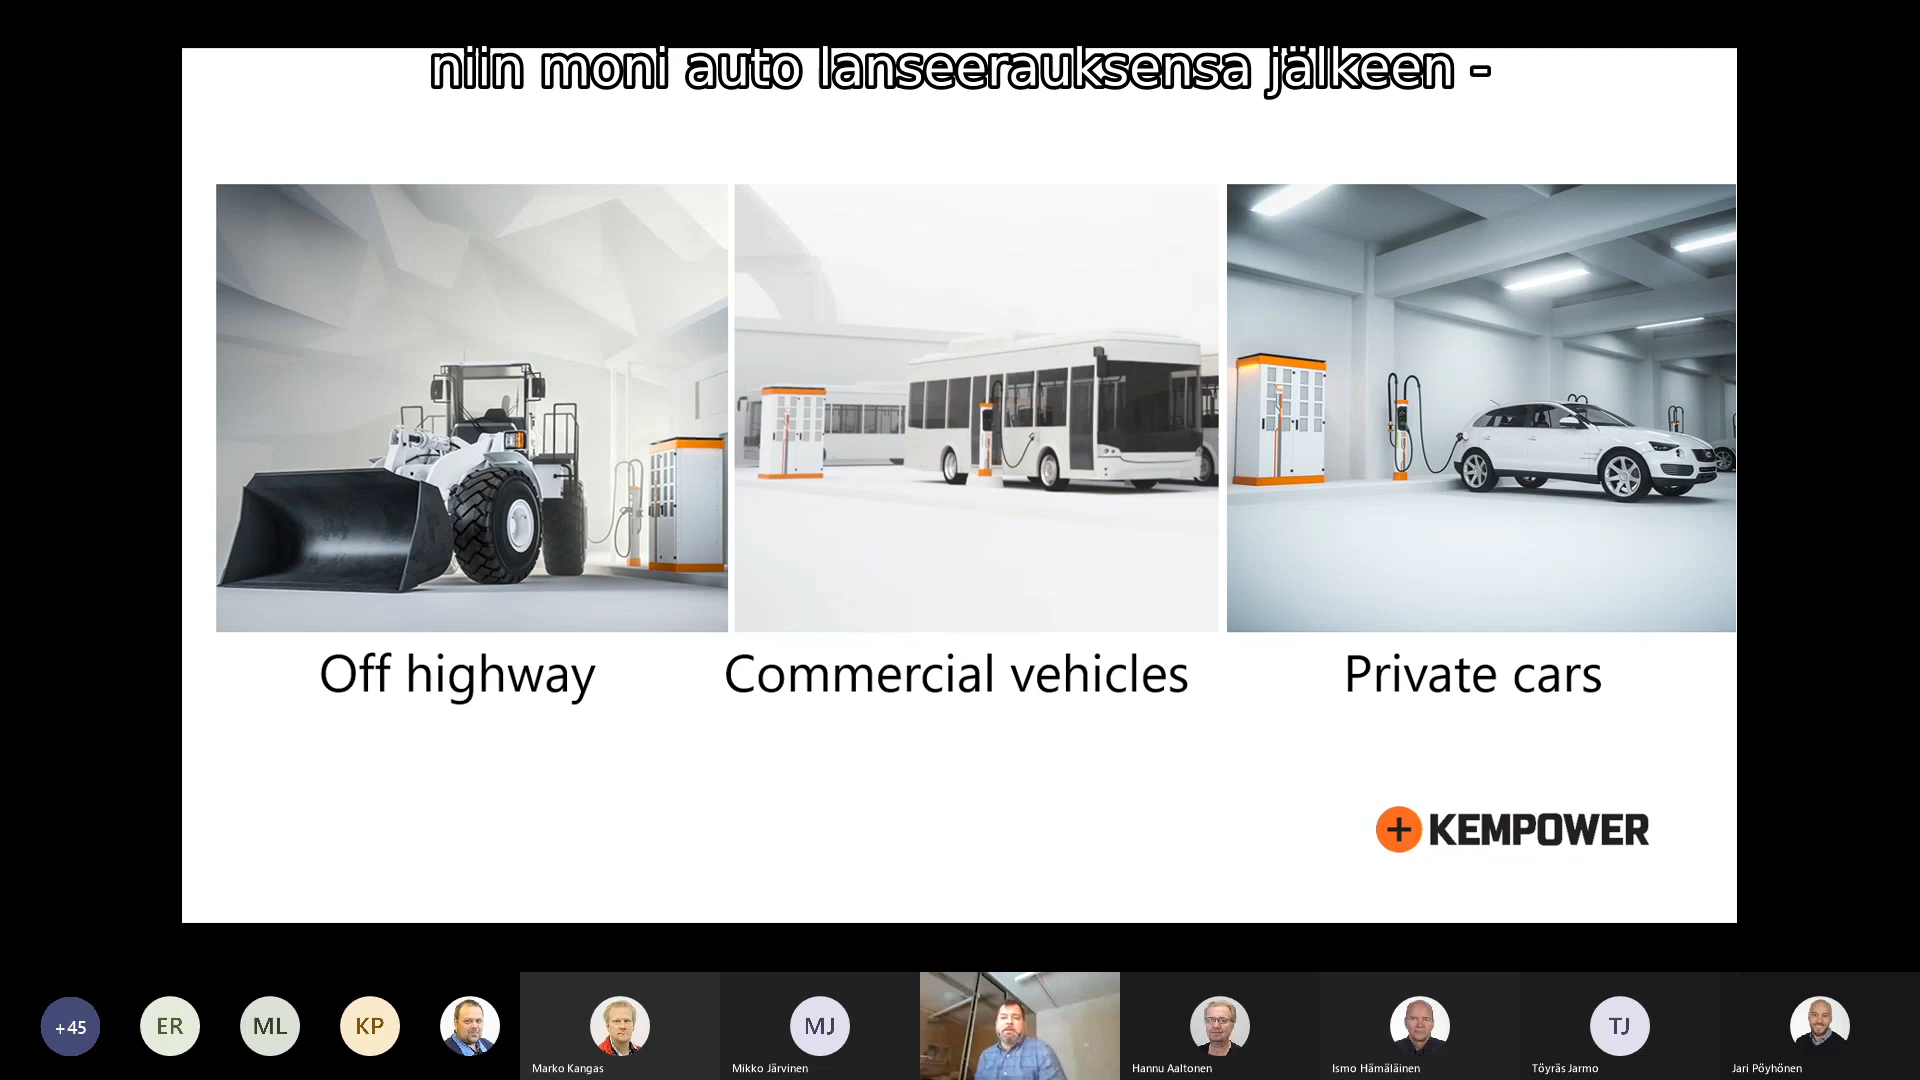 niin moni auto lanseerauksensa jälkeen -
Off highway
Commercial vehicles
Private cars
KEMPOWER
+45
ER
ML
KP
Marko Kangas
MJ
Mikko Järvinen
Hannu Aaltonen
Ismo Hämäläinen
TJ
Töyräs Jarmo
Jari Pöyhönen